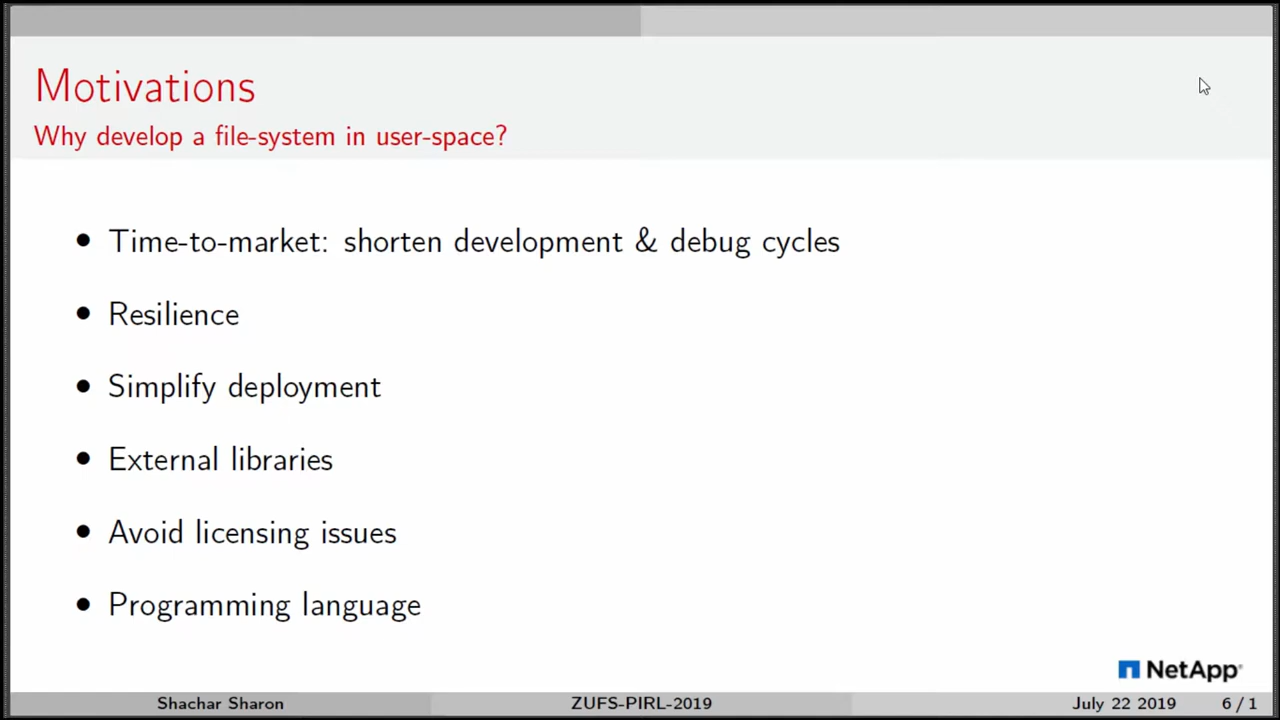 Motivations
Why develop a file-system in user-space?
• Time-to-market: shorten development & debug cycles
• Resilience
• Simplify deployment
• External libraries
• Avoid licensing issues
• Programming language
NetApp
Shachar Sharon ZUFS-PIRL-2019 July 22 2019 6 / 1